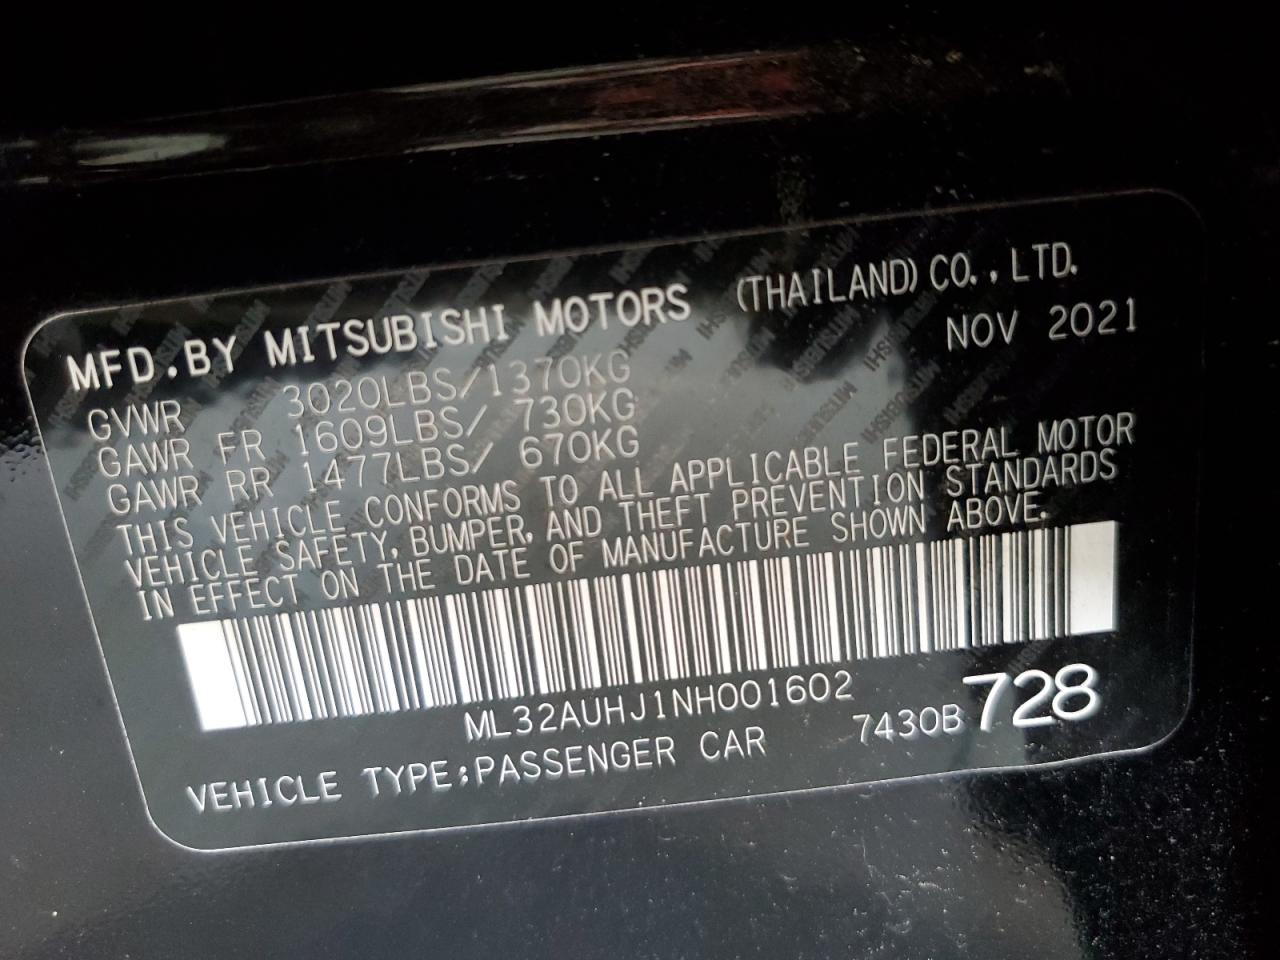 MFD.BY MITSUBISHI MOTORS (THAILAND) CO.,LTD.
NOV 2021
GVWR 3020LBS/1370KG
GAWR FR 1609LBS/ 730KG
GAWR RR 1477LBS/ 670KG
THIS VEHICLE CONFORMS TO ALL APPLICABLE FEDERAL MOTOR
VEHICLE SAFETY, BUMPER, AND THEFT PREVENTION STANDARDS
IN EFFECT ON THE DATE OF MANUFACTURE SHOWN ABOVE.
ML32AUHJ1NH001602
7430B 728
VEHICLE TYPE:PASSENGER CAR